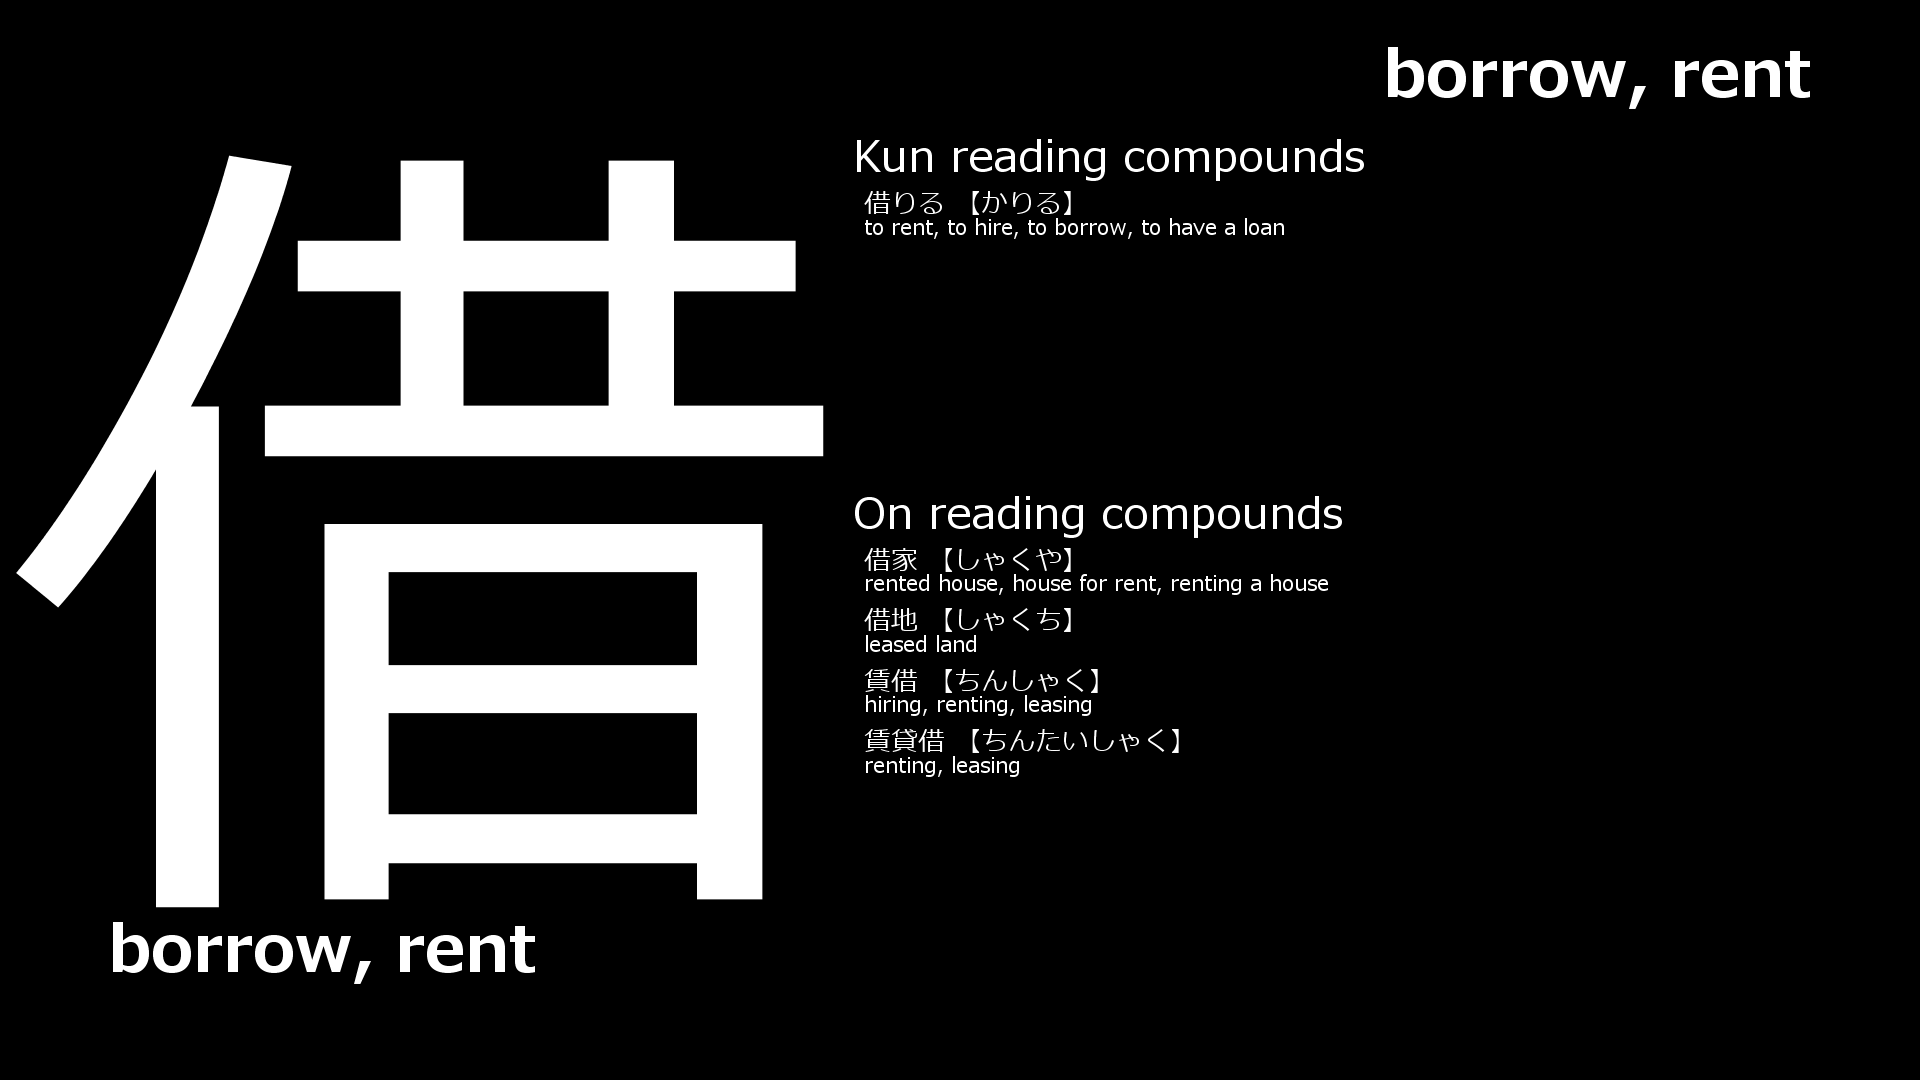 borrow, rent
借
Kun reading compounds
借りる 【かりる】
to rent, to hire, to borrow, to have a loan
On reading compounds
借家 【しゃくや】
rented house, house for rent, renting a house
借地 【しゃくち】
leased land
賃借 【ちんしゃく】
hiring, renting, leasing
賃貸借 【ちんたいしゃく】
renting, leasing
borrow, rent